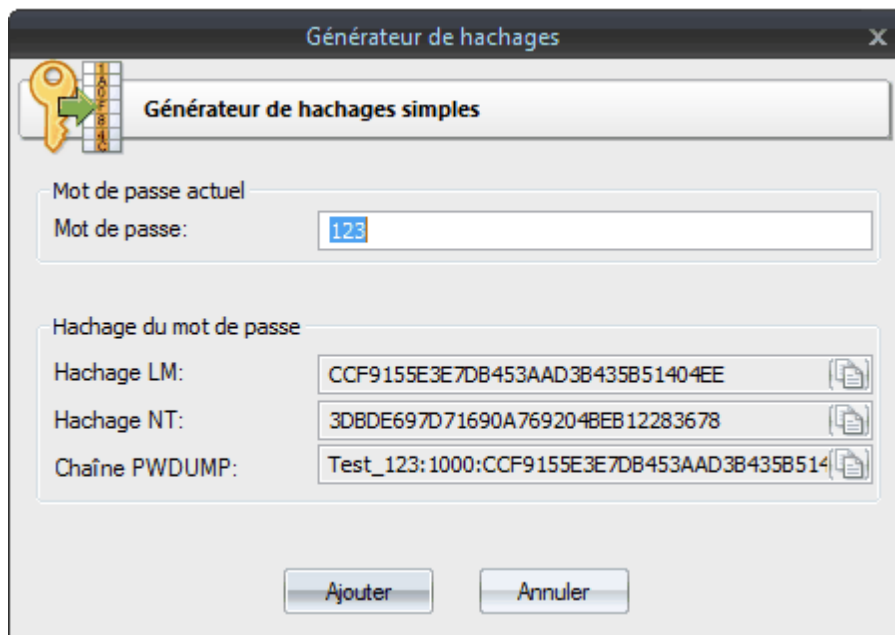 Générateur de hachages
Générateur de hachages simples
Mot de passe actuel
Mot de passe: 123
Hachage du mot de passe
Hachage LM: CCF9155E3E7DB453AAD3B435B51404EE
Hachage NT: 3DBDE697D71690A769204BEB12283678
Chaîne PWDUMP: Test_123:1000:CCF9155E3E7DB453AAD3B435B514
Ajouter Annuler